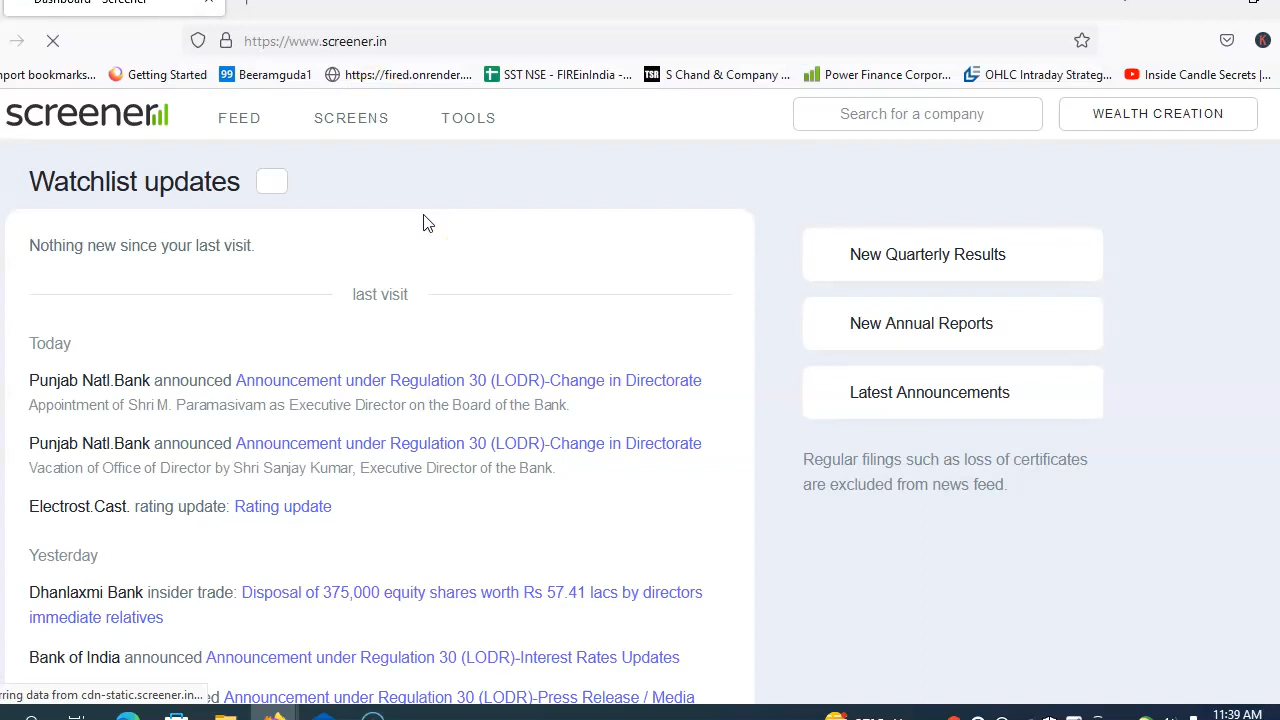 Dashboard - Screener
https://www.screener.in
K
mport bookmarks...
Getting Started
99 Beeramguda1
https://fired.onrender....
SST NSE - FIREinIndia -...
TSR S Chand & Company ...
Power Finance Corpor...
OHLC Intraday Strateg...
Inside Candle Secrets |...
screener
FEED
SCREENS
TOOLS
Search for a company
WEALTH CREATION
Watchlist updates
Nothing new since your last visit.
last visit
Today
Punjab Natl.Bank announced Announcement under Regulation 30 (LODR)-Change in Directorate
Appointment of Shri M. Paramasivam as Executive Director on the Board of the Bank.
Punjab Natl.Bank announced Announcement under Regulation 30 (LODR)-Change in Directorate
Vacation of Office of Director by Shri Sanjay Kumar, Executive Director of the Bank.
Electrost.Cast. rating update: Rating update
Yesterday
Dhanlaxmi Bank insider trade: Disposal of 375,000 equity shares worth Rs 57.41 lacs by directors
immediate relatives
Bank of India announced Announcement under Regulation 30 (LODR)-Interest Rates Updates
ed Announcement under Regulation 30 (LODR)-Press Release / Media
New Quarterly Results
New Annual Reports
Latest Announcements
Regular filings such as loss of certificates
are excluded from news feed.
rring data from cdn-static.screener.in...
11:39 AM